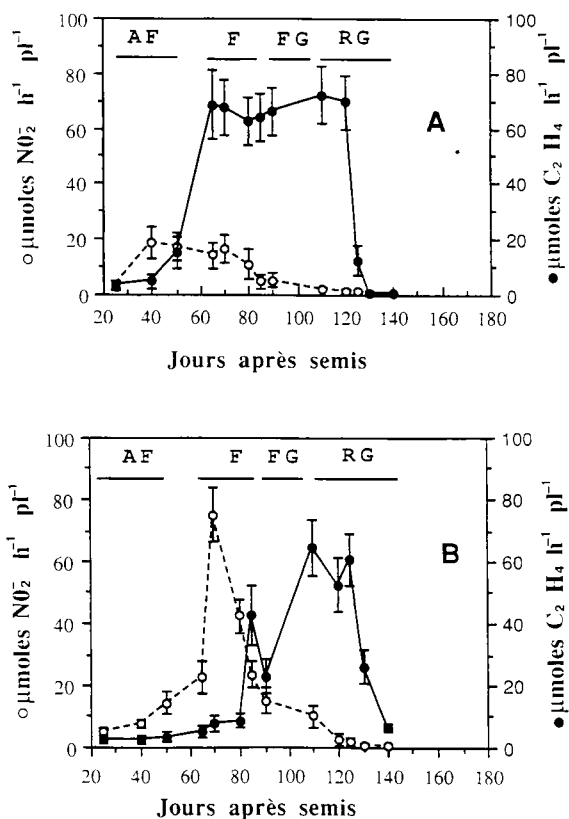 AF F FG RG
100 100
80 80
60 60
40 40
20 20
0 0
A
○ μmoles NO₂⁻ h⁻¹ pl⁻¹
● μmoles C₂ H₄ h⁻¹ pl⁻¹
20 40 60 80 100 120 140 160 180
Jours après semis
AF F FG RG
100 100
80 80
60 60
40 40
20 20
0 0
B
○ μmoles NO₂⁻ h⁻¹ pl⁻¹
● μmoles C₂ H₄ h⁻¹ pl⁻¹
20 40 60 80 100 120 140 160 180
Jours après semis